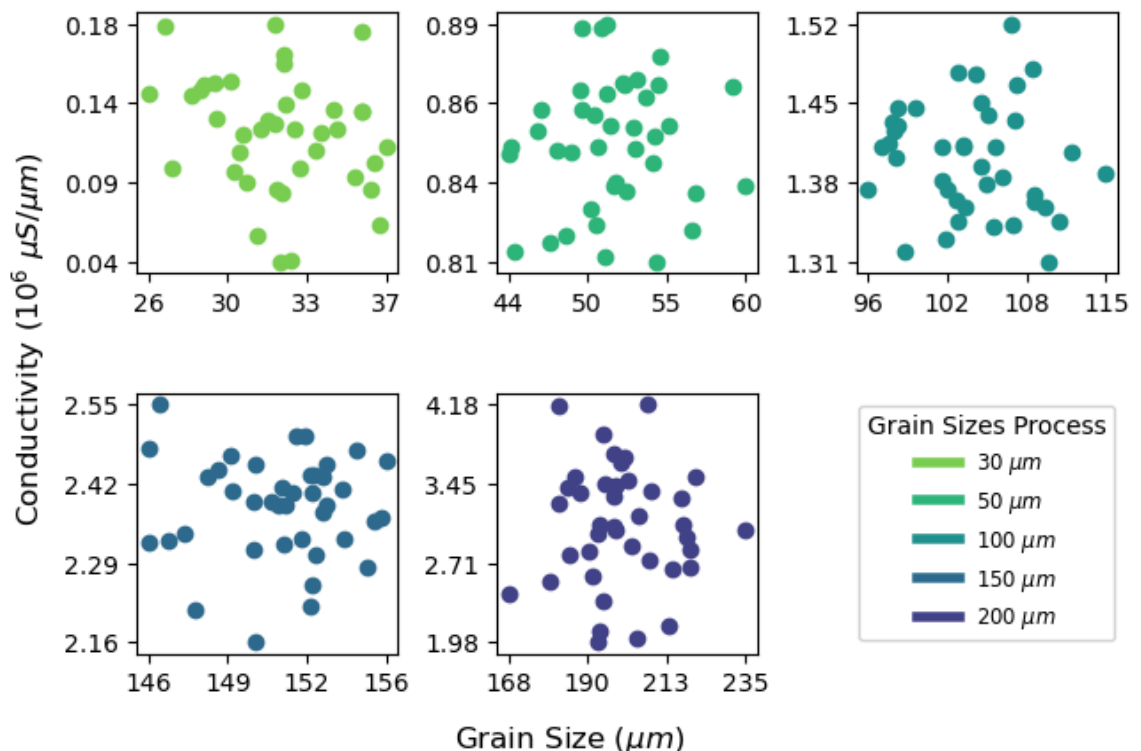 0.18
0.14
0.09
0.04
26 30 33 37
0.89
0.86
0.84
0.81
44 50 55 60
1.52
1.45
1.38
1.31
96 102 108 115
Conductivity (10⁶ μS/μm)
2.55
2.42
2.29
2.16
146 149 152 156
4.18
3.45
2.71
1.98
168 190 213 235
Grain Sizes Process
30 μm
50 μm
100 μm
150 μm
200 μm
Grain Size (μm)